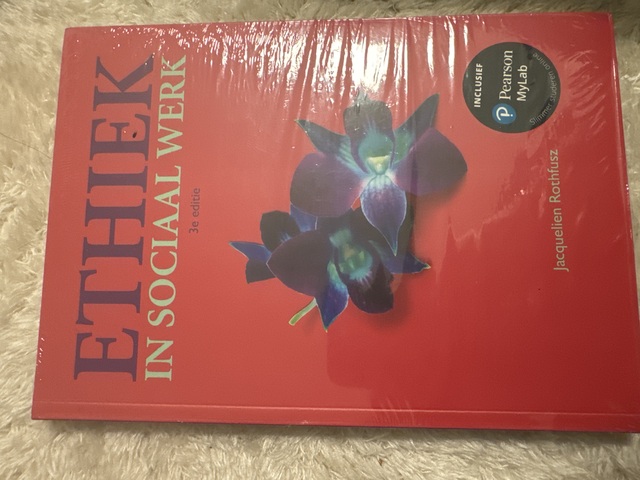 ETHIEK
IN SOCIAAL WERK
3e editie
INCLUSIEF
Pearson
MyLab
Jacquelien Rothfusz